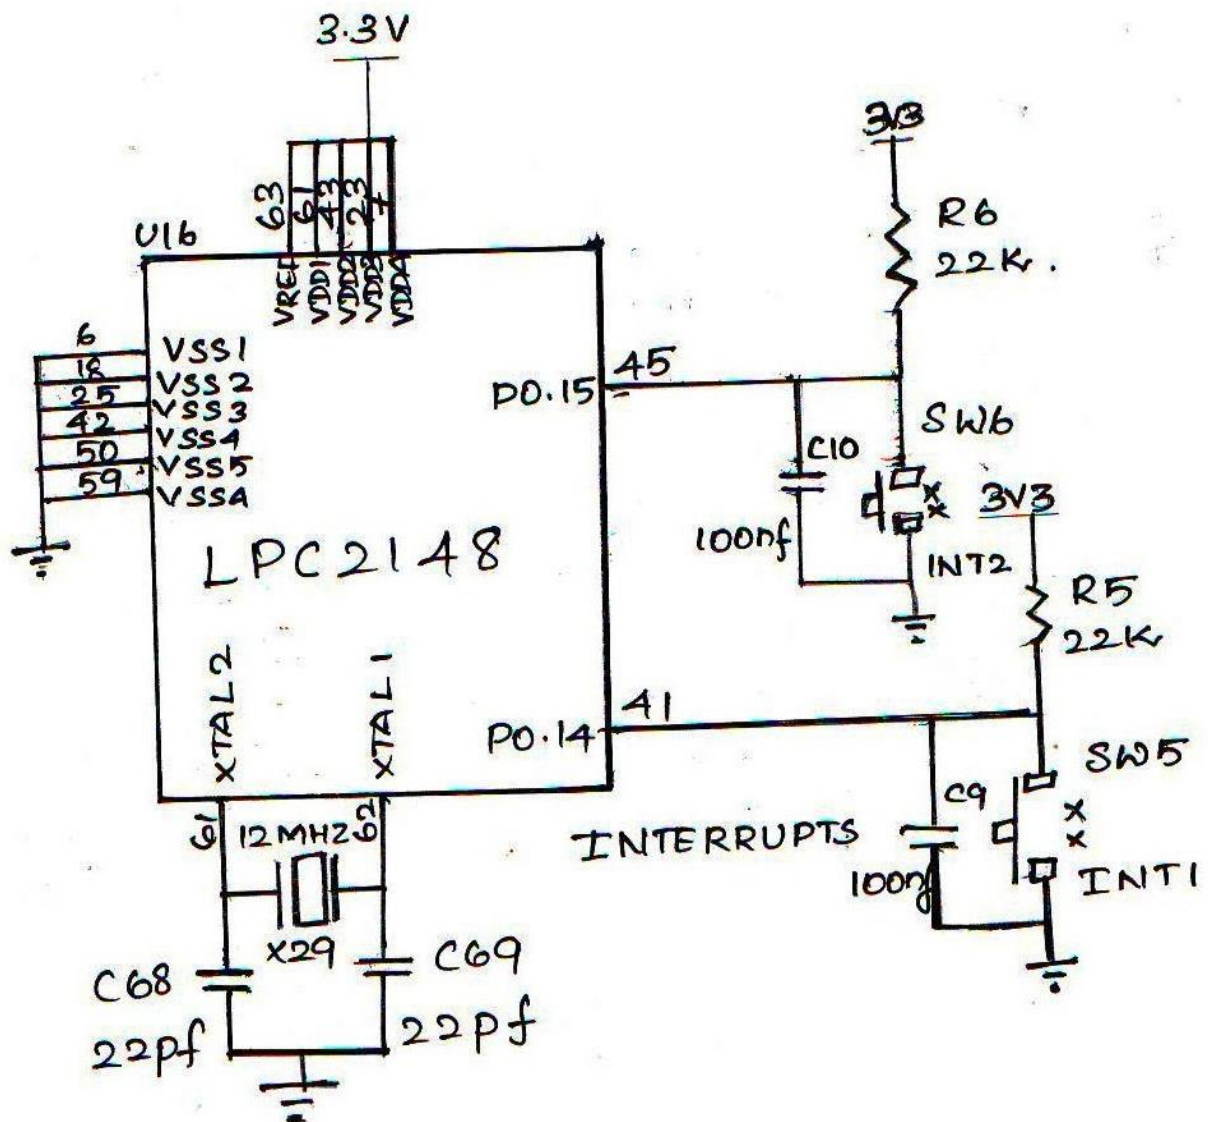 3.3V
3V3
63
61
43
23
7
U16
R6
22K.
VREF
VDD1
VDD2
VDD3
VDDA
6
VSS1
18
VSS2
25
VSS3
42
VSS4
50
VSS5
59
VSSA
45
P0.15
SW6
C10
3V3
100nf
INT2
LPC2148
R5
22K
XTAL2
XTAL1
41
P0.14
SW5
C9
61
12MHZ
62
INTERRUPTS
100nf
INT1
X29
C68
C69
22pf
22pf